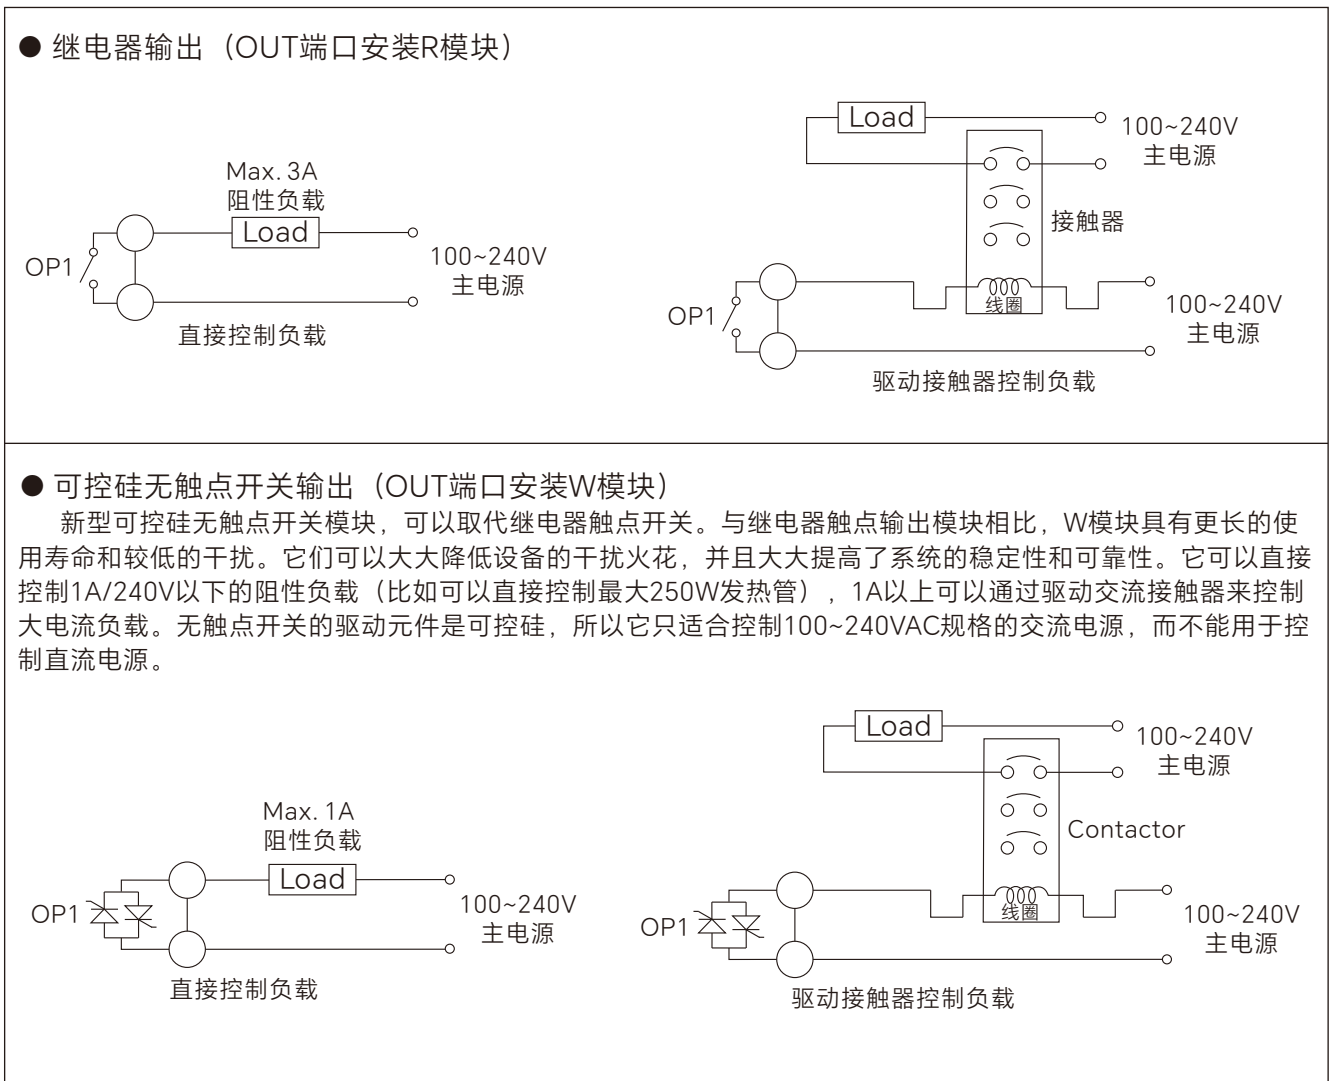 ● 继电器输出（OUT端口安装R模块）
Max. 3A
阻性负载
Load
OP1
100~240V
主电源
直接控制负载
Load
100~240V
主电源
接触器
线圈
OP1
100~240V
主电源
驱动接触器控制负载
● 可控硅无触点开关输出（OUT端口安装W模块）
新型可控硅无触点开关模块，可以取代继电器触点开关。与继电器触点输出模块相比，W模块具有更长的使
用寿命和较低的干扰。它们可以大大降低设备的干扰火花，并且大大提高了系统的稳定性和可靠性。它可以直接
控制1A/240V以下的阻性负载（比如可以直接控制最大250W发热管），1A以上可以通过驱动交流接触器来控制
大电流负载。无触点开关的驱动元件是可控硅，所以它只适合控制100~240VAC规格的交流电源，而不能用于控
制直流电源。
Max. 1A
阻性负载
Load
OP1
100~240V
主电源
直接控制负载
Load
100~240V
主电源
Contactor
线圈
OP1
100~240V
主电源
驱动接触器控制负载